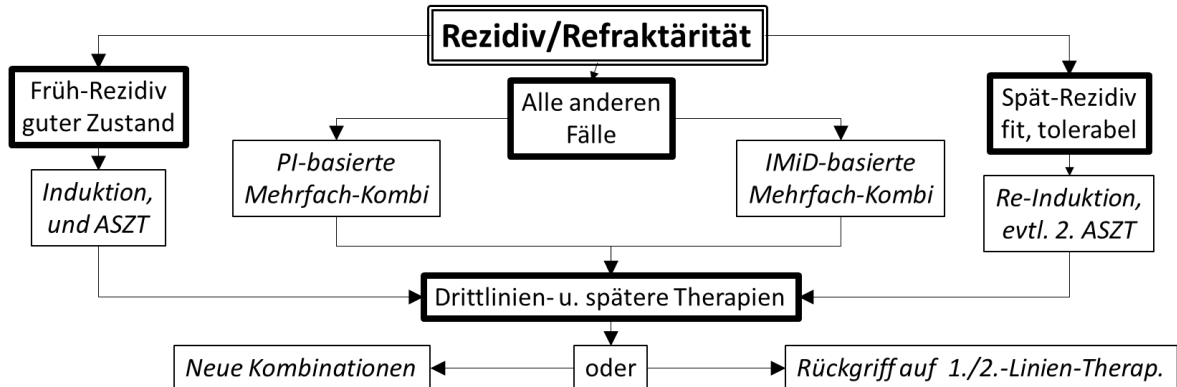 Rezidiv/Refraktärität
Früh-Rezidiv
guter Zustand
Alle anderen
Fälle
Spät-Rezidiv
fit, tolerabel
PI-basierte
Mehrfach-Kombi
IMiD-basierte
Mehrfach-Kombi
Induktion,
und ASZT
Re-Induktion,
evtl. 2. ASZT
Drittlinien- u. spätere Therapien
Neue Kombinationen
oder
Rückgriff auf 1./2.-Linien-Therap.